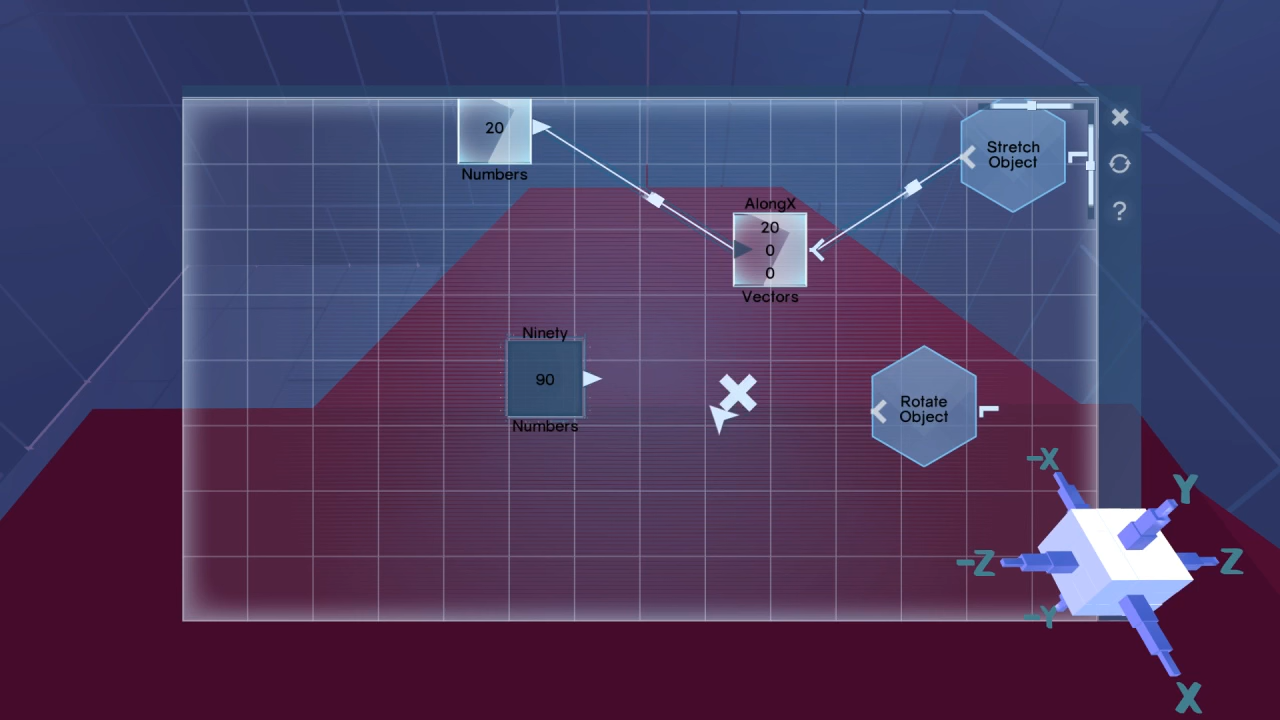 20
Numbers
Stretch
Object
?
AlongX
20
0
0
Vectors
Ninety
90
Numbers
Rotate
Object
-X
Y
-Z
Z
-Y
X